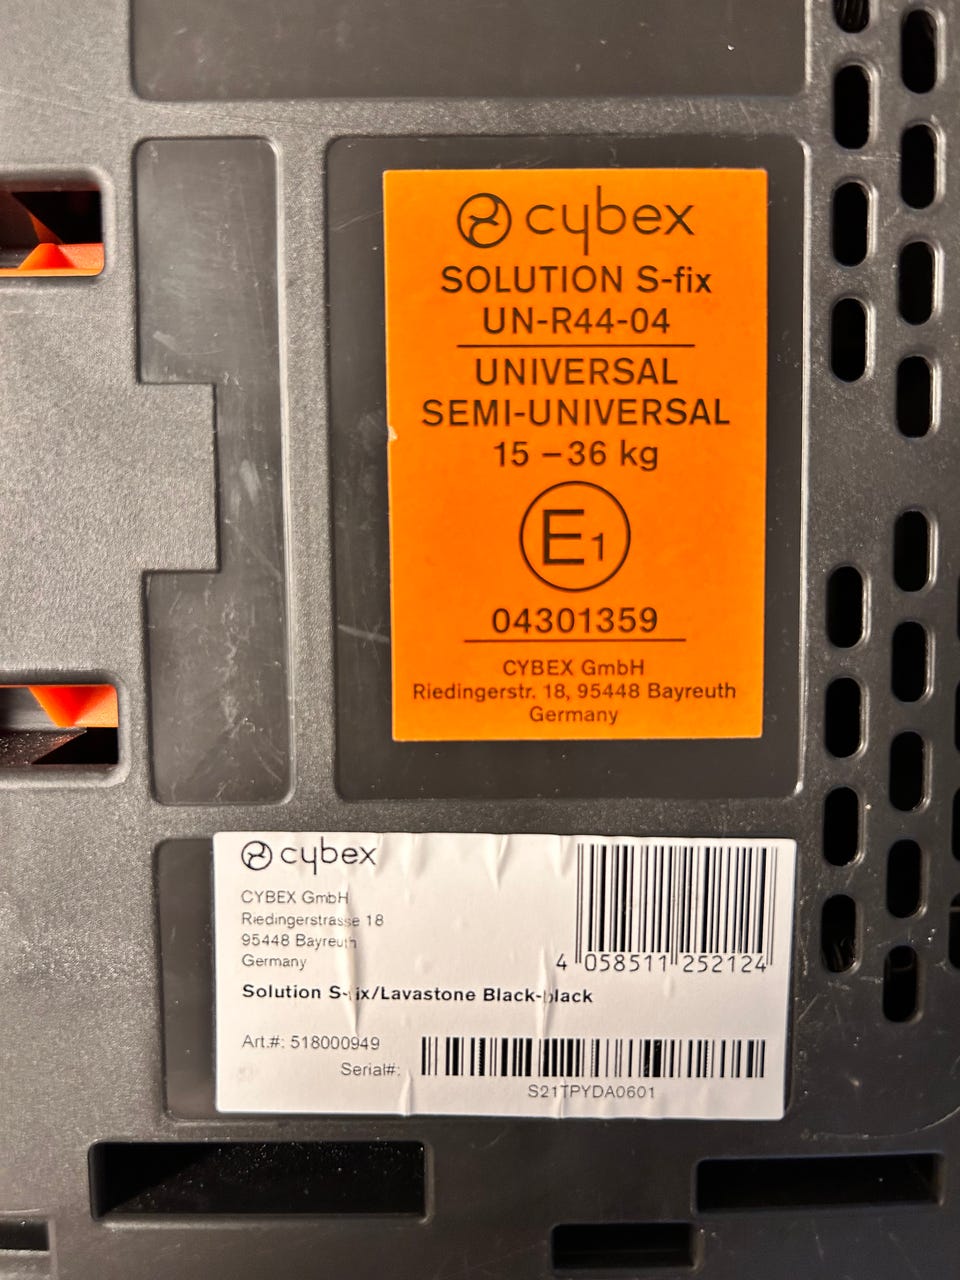 cybex
SOLUTION S-fix
UN-R44-04
UNIVERSAL
SEMI-UNIVERSAL
15 – 36 kg
E1
04301359
CYBEX GmbH
Riedingerstr. 18, 95448 Bayreuth
Germany
cybex
CYBEX GmbH
Riedingerstrasse 18
95448 Bayreuth
Germany
4 058511 252124
Solution S-fix/Lavastone Black-black
Art.#: 518000949
Serial#:
S21TPYDA0601